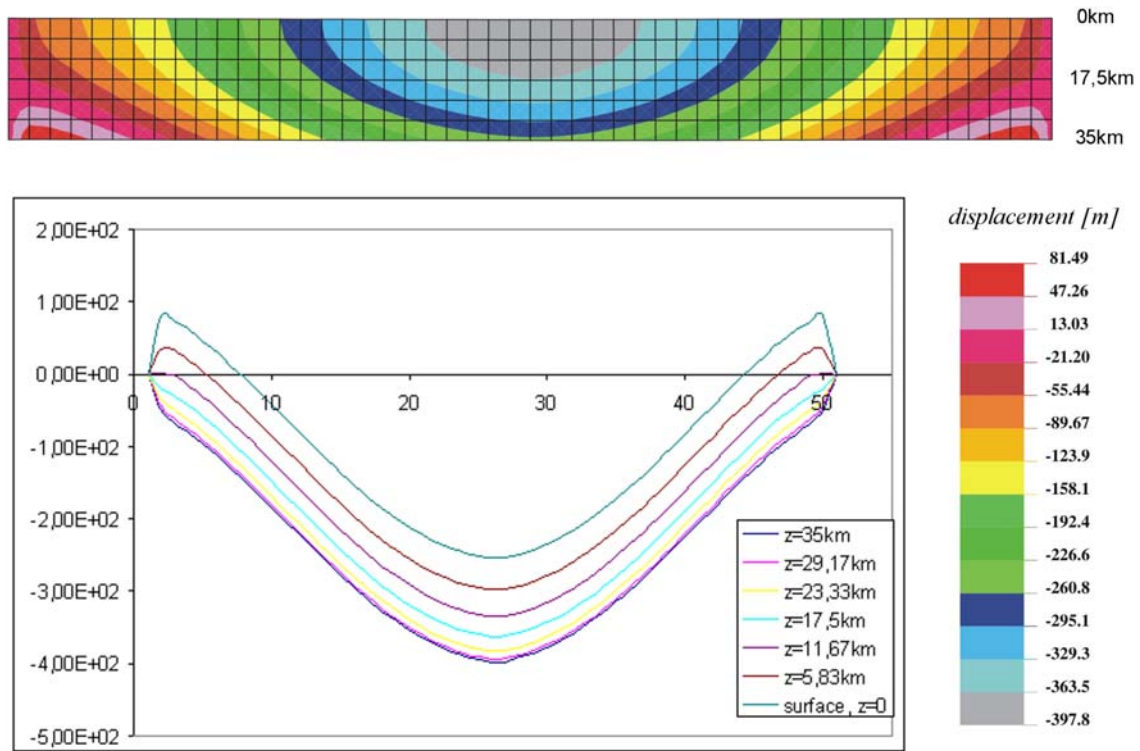 0km
17,5km
35km
2,00E+02
1,00E+02
0,00E+00
-1,00E+02
-2,00E+02
-3,00E+02
-4,00E+02
-5,00E+02
0 10 20 30 40 50
z=35km
z=29,17km
z=23,33km
z=17,5km
z=11,67km
z=5,83km
surface, z=0
displacement [m]
81.49
47.26
13.03
-21.20
-55.44
-89.67
-123.9
-158.1
-192.4
-226.6
-260.8
-295.1
-329.3
-363.5
-397.8